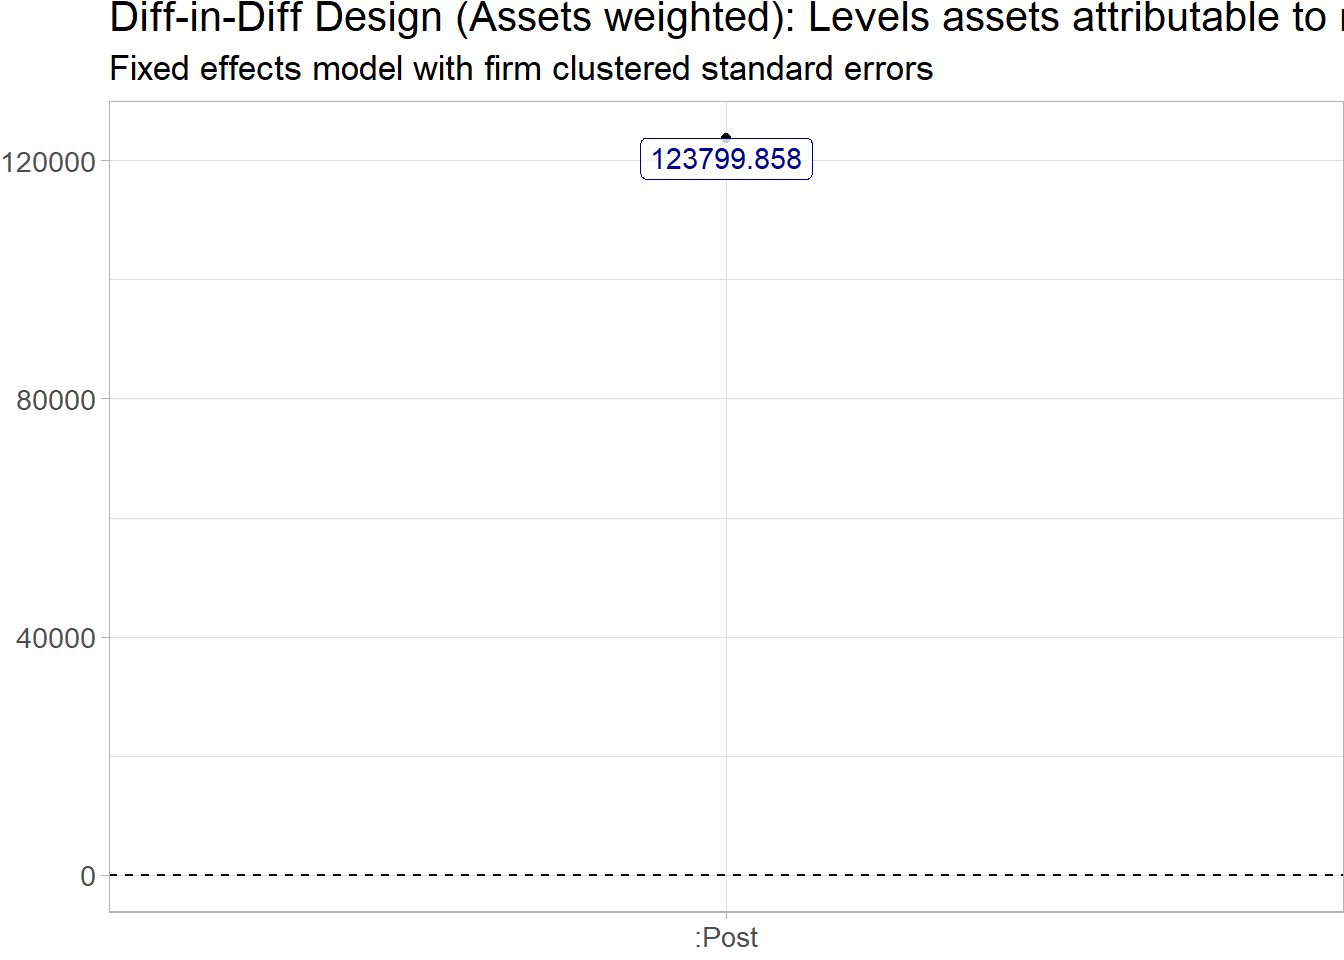 Diff-in-Diff Design (Assets weighted): Levels assets attributable to
Fixed effects model with firm clustered standard errors
123799.858
120000
80000
40000
0
:Post